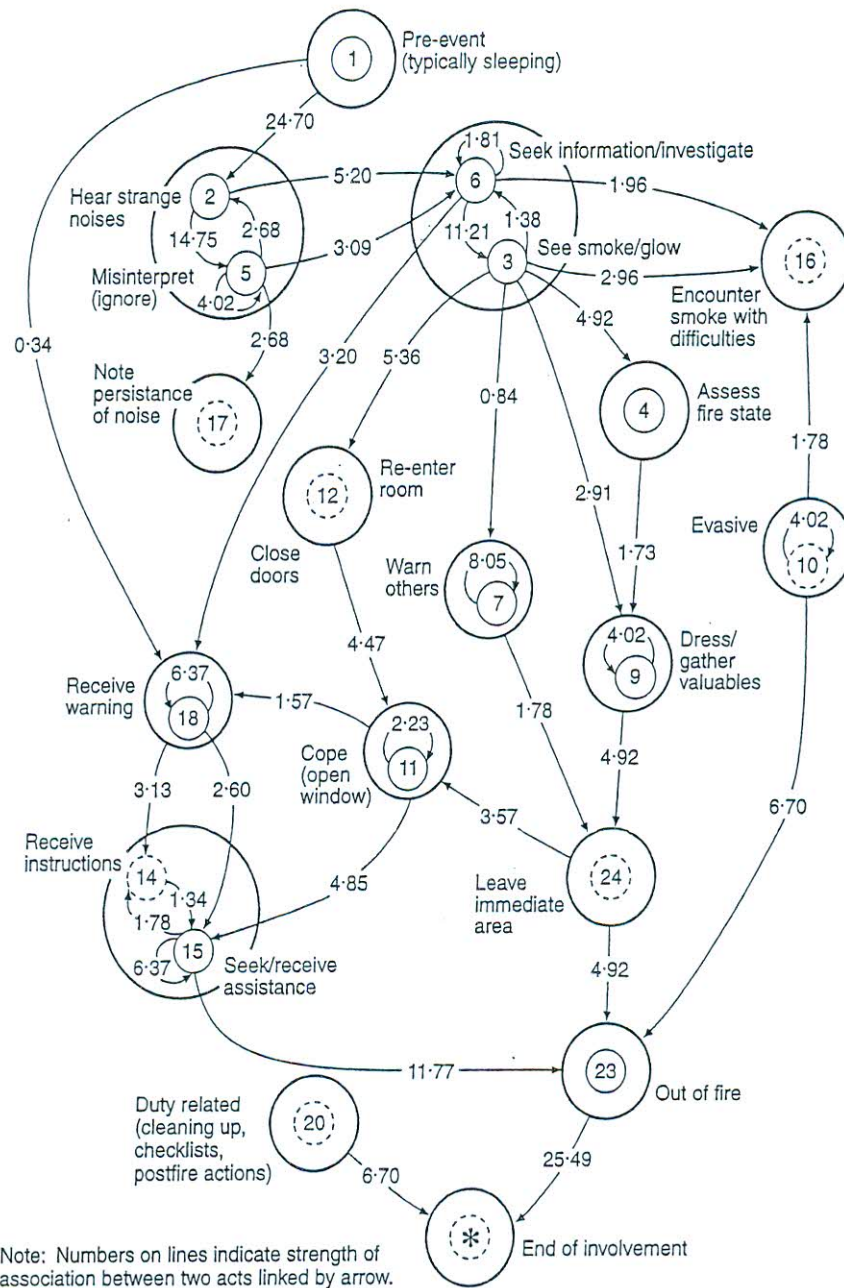 1
Pre-event
(typically sleeping)
24·70
1·81
Seek information/investigate
Hear strange
noises
2
5·20
6
1·96
14·75
2·68
3·09
11·21
1·38
See smoke/glow
Misinterpret
(ignore)
5
4·02
3
2·96
16
Encounter
smoke with
difficulties
0·34
2·68
3·20
5·36
4·92
Note
persistance
of noise
17
0·84
Assess
fire state
4
1·78
12
Re-enter
room
2·91
Evasive
4·02
10
Close
doors
Warn
others
8·05
7
1·73
4·47
4·02
9
Dress/
gather
valuables
Receive
warning
6·37
18
1·57
2·23
11
Cope
(open
window)
1·78
4·92
3·13
2·60
3·57
6·70
Receive
instructions
14
1·34
4·85
Leave
immediate
area
24
1·78
15
6·37
Seek/receive
assistance
4·92
11·77
23
Out of fire
Duty related
(cleaning up,
checklists,
postfire actions)
20
6·70
25·49
*
End of involvement
Note: Numbers on lines indicate strength of
association between two acts linked by arrow.